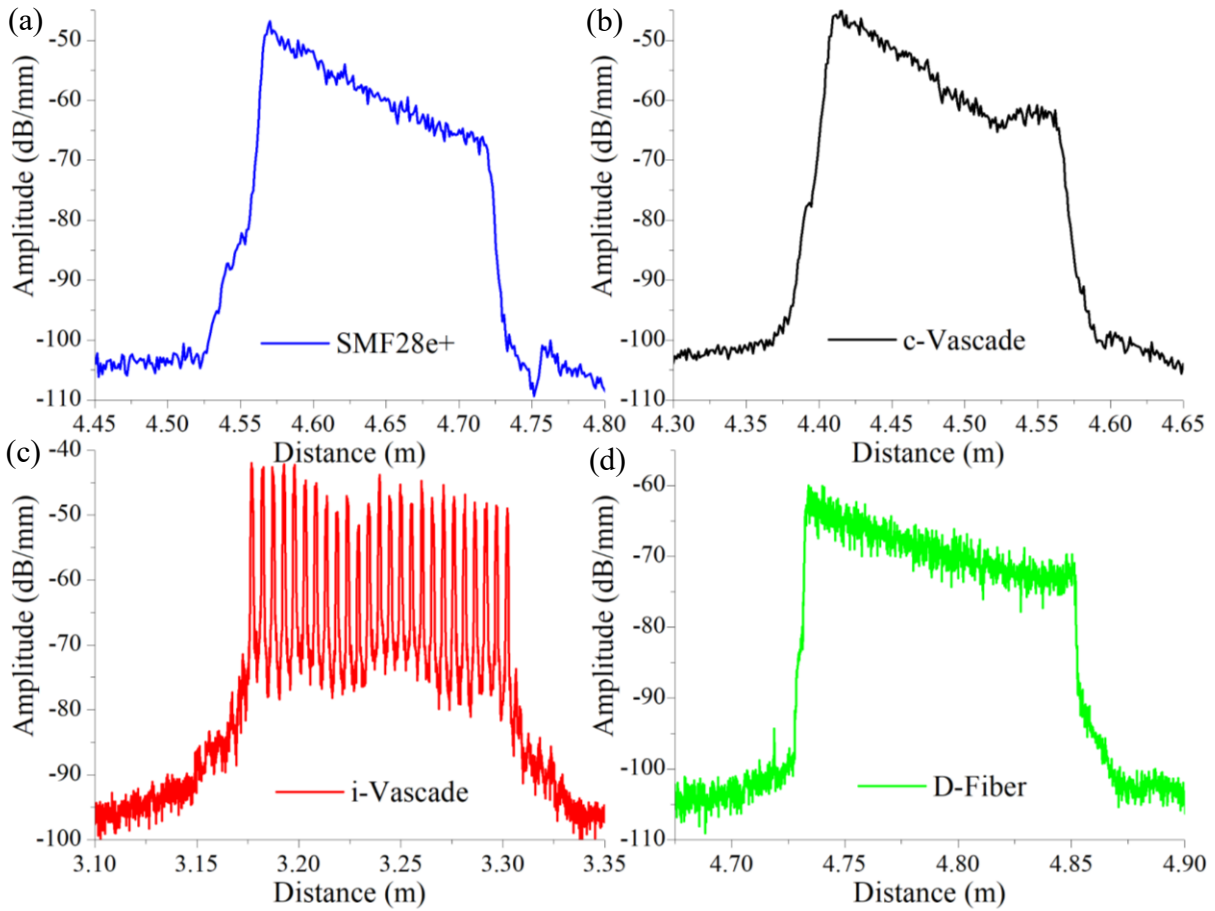 (a)
Amplitude (dB/mm)
-50
-60
-70
-80
-90
-100
-110
SMF28e+
4.45 4.50 4.55 4.60 4.65 4.70 4.75 4.80
Distance (m)
(b)
Amplitude (dB/mm)
-50
-60
-70
-80
-90
-100
-110
c-Vascade
4.30 4.35 4.40 4.45 4.50 4.55 4.60 4.65
Distance (m)
(c)
Amplitude (dB/mm)
-40
-50
-60
-70
-80
-90
-100
i-Vascade
3.10 3.15 3.20 3.25 3.30 3.35
Distance (m)
(d)
Amplitude (dB/mm)
-60
-70
-80
-90
-100
-110
D-Fiber
4.70 4.75 4.80 4.85 4.90
Distance (m)